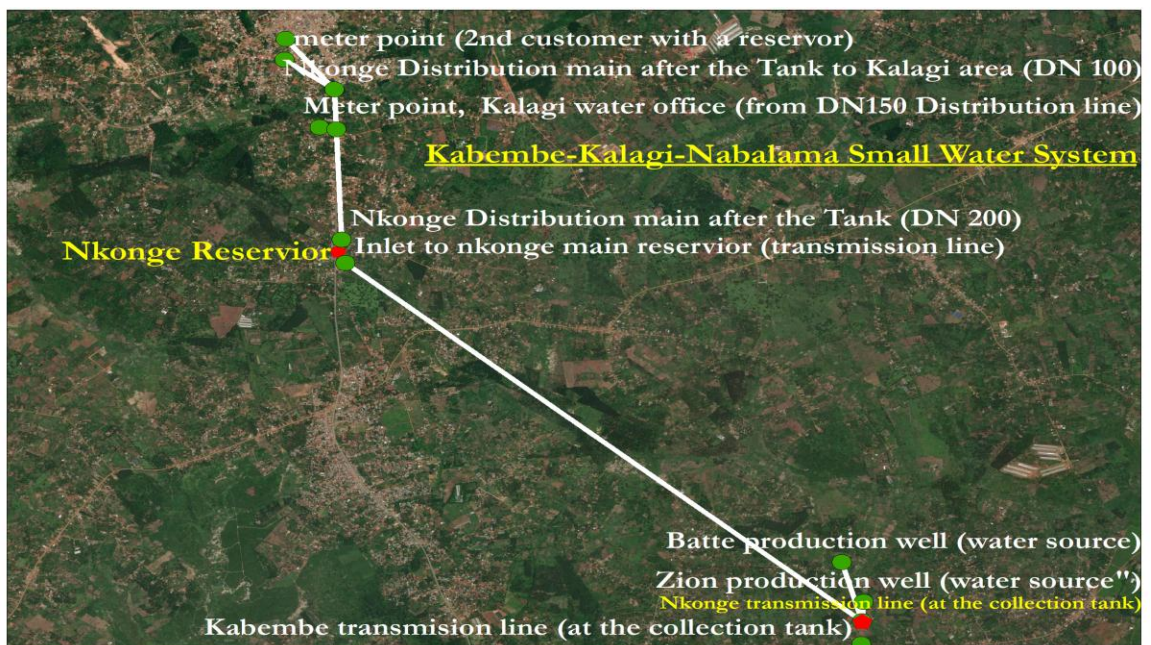 meter point (2nd customer with a reservor)
Nkonge Distribution main after the Tank to Kalagi area (DN 100)
Meter point, Kalagi water office (from DN150 Distribution line)
Kabembe-Kalagi-Nabalama Small Water System
Nkonge Distribution main after the Tank (DN 200)
Nkonge Reservior
Inlet to nkonge main reservior (transmission line)
Batte production well (water source)
Zion production well (water source")
Nkonge transmission line (at the collection tank)
Kabembe transmision line (at the collection tank)